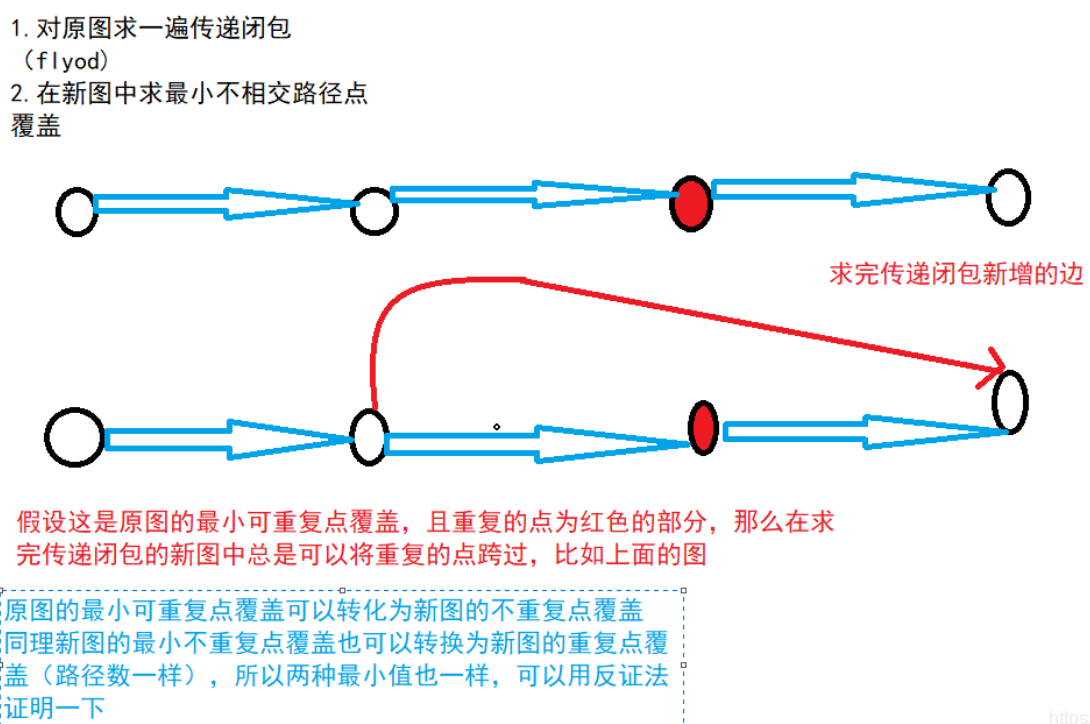 1.对原图求一遍传递闭包
（flyod)
2.在新图中求最小不相交路径点
覆盖
求完传递闭包新增的边
假设这是原图的最小可重复点覆盖，且重复的点为红色的部分，那么在求
完传递闭包的新图中总是可以将重复的点跨过，比如上面的图
原图的最小可重复点覆盖可以转化为新图的不重复点覆盖
同理新图的最小不重复点覆盖也可以转换为新图的重复点覆
盖（路径数一样），所以两种最小值也一样，可以用反证法
证明一下
https